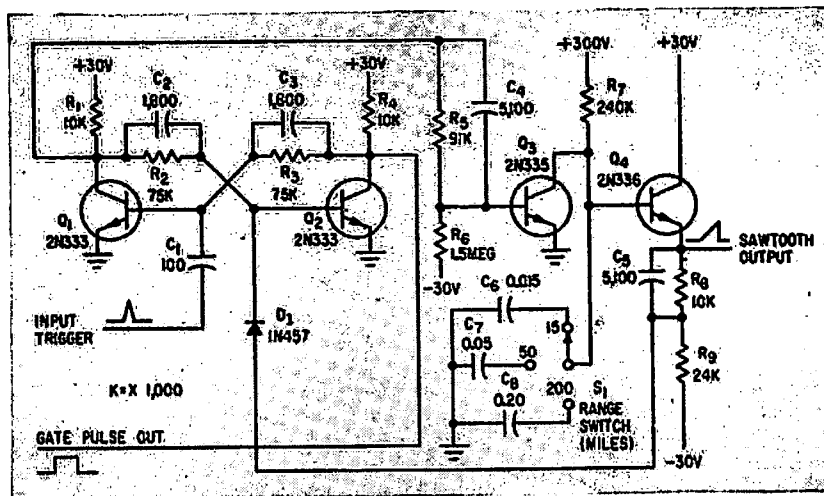 +30V
R1
10K
C2
1,800
R2
75K
Q1
2N333
C1
100
INPUT
TRIGGER
K=X 1,000
GATE PULSE OUT
C3
1,800
R3
75K
+30V
R4
10K
Q2
2N333
D1
1N457
R5
91K
C4
5,100
R6
1.5MEG
-30V
Q3
2N335
+300V
R7
240K
+30V
Q4
2N336
SAWTOOTH
OUTPUT
C5
5,100
R8
10K
R9
24K
-30V
C6 0.015
C7
0.05
C8
0.20
15
50
200
S1
RANGE
SWITCH
(MILES)